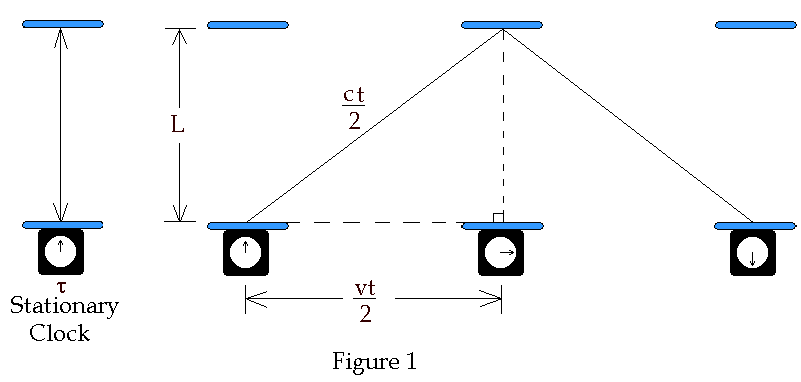 ct
2
L
τ
Stationary
Clock
vt
2
Figure 1